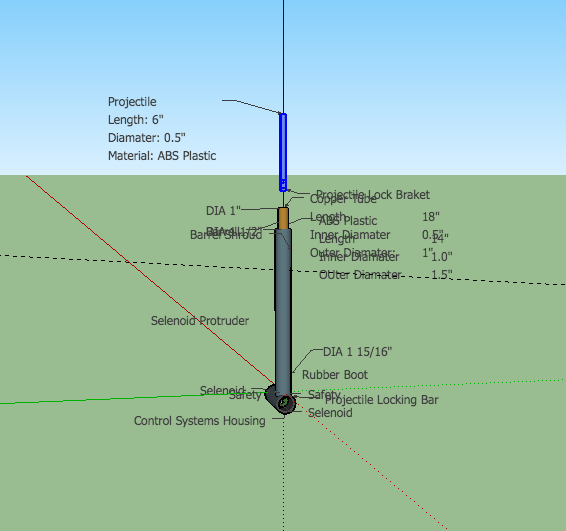 Projectile
Length: 6"
Diamater: 0.5"
Material: ABS Plastic
Projectile Lock Braket
Copper Tube
DIA 1"
Length
18"
ABS Plastic
DIA 1 1/2"
Barrel Shroud
Inner Diamater
0.5"
Length
14"
Outer Diamater:
1"
Inner Diamater
1.0"
Outer Diamater
1.5"
Selenoid Protruder
DIA 1 15/16"
Rubber Boot
Selenoid
Safety
Safety
Projectile Locking Bar
Selenoid
Control Systems Housing